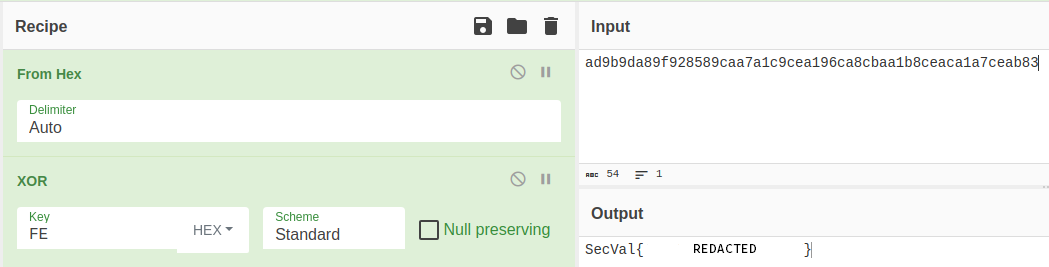 Recipe
From Hex
Delimiter
Auto
XOR
Key
FE
HEX
Scheme
Standard
Null preserving
Input
ad9b9da89f928589caa7a1c9cea196ca8cbaa1b8ceaca1a7ceab83
ABC 54 1
Output
SecVal{ REDACTED }